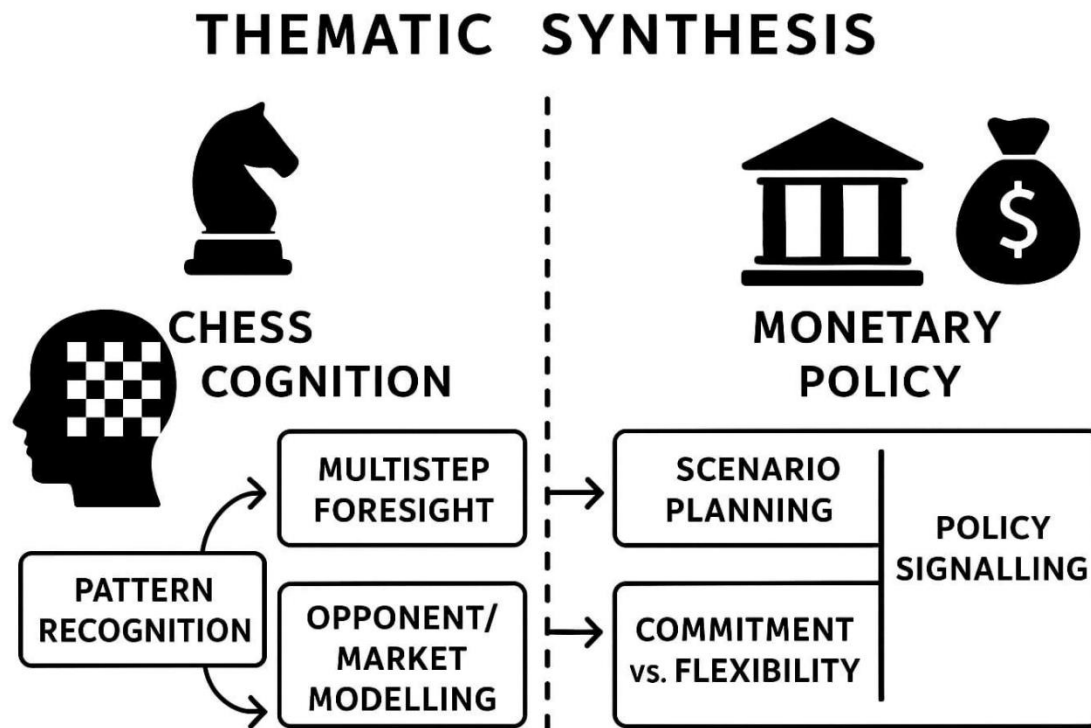 THEMATIC SYNTHESIS
$
CHESS
COGNITION
MONETARY
POLICY
MULTISTEP
FORESIGHT
PATTERN
RECOGNITION
OPPONENT/
MARKET
MODELLING
SCENARIO
PLANNING
COMMITMENT
vs. FLEXIBILITY
POLICY
SIGNALLING